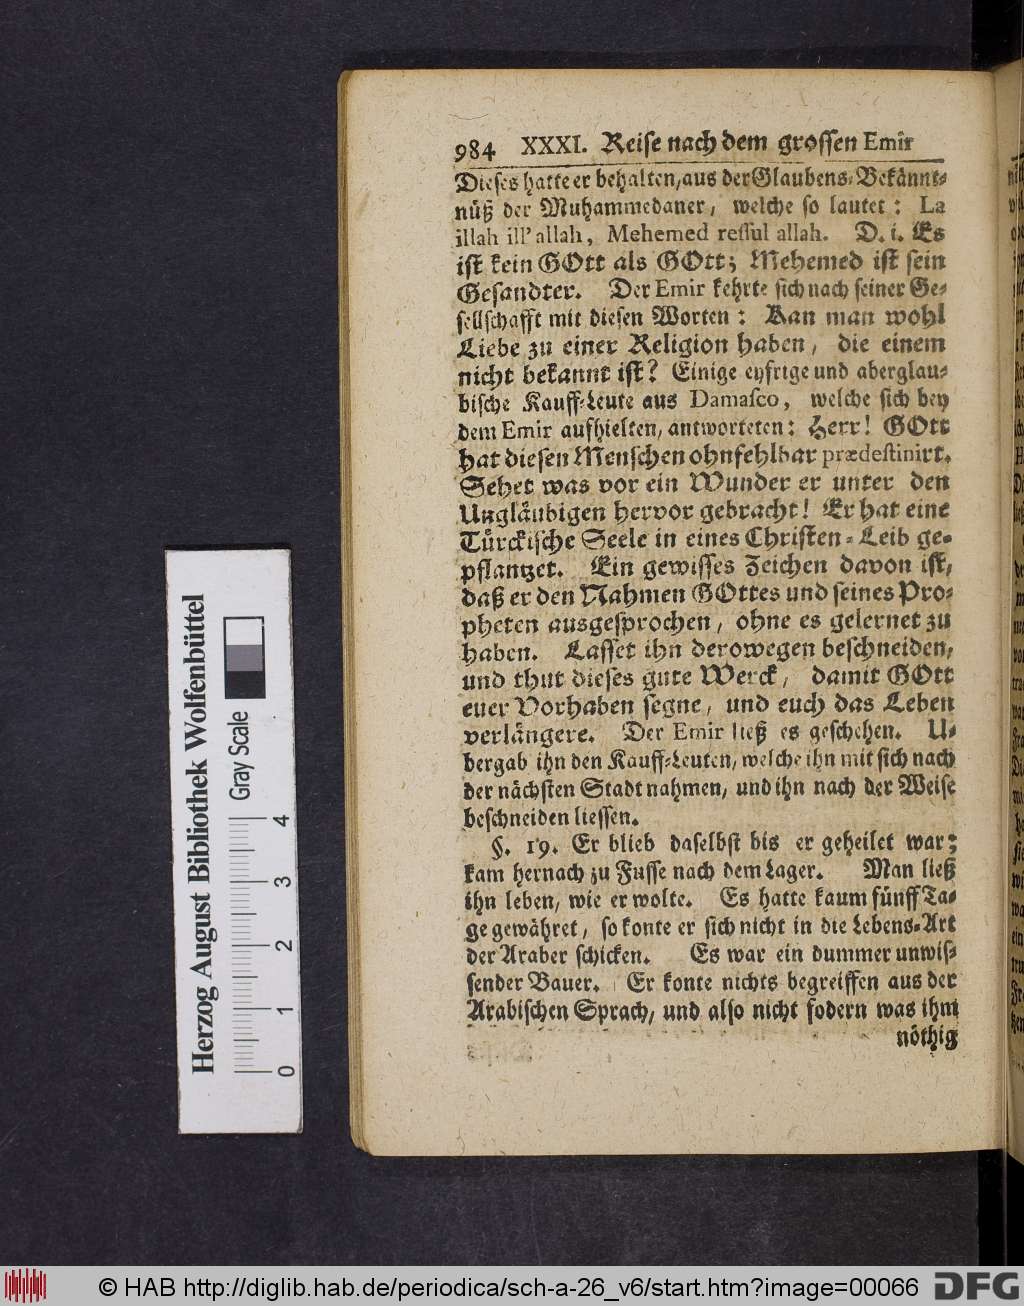 984 XXXI. Reise nach dem grossen Emir
Dieses hatte er behalten, aus der Glaubens-Bekännt-
nüß der Muhammedaner, welche so lautet: La
illah ill'allah, Mehemed resſul allah. D. i. Es
ist kein GOtt als GOtt; Mehemed ist sein
Gesandter. Der Emir kehrte sich nach seiner Ge-
sellschafft mit diesen Worten: Kan man wohl
Liebe zu einer Religion haben, die einem
nicht bekannt ist? Einige eyfrige und aberglau-
bische Kauff-Leute aus Damasco, welche sich bey
dem Emir aufhielten, antworteten: Herr! GOtt
hat diesen Menschen ohnfehlbar prædestinirt.
Sehet was vor ein Wunder er unter den
Ungläubigen hervor gebracht! Er hat eine
Türckische Seele in eines Christen-Leib ge-
pflantzet. Ein gewisses Zeichen davon ist,
daß er den Nahmen GOttes und seines Pro-
pheten ausgesprochen, ohne es gelernet zu
haben. Lasset ihn derowegen beschneiden,
und thut dieses gute Werck, damit GOtt
euer Vorhaben segne, und euch das Leben
verlängere. Der Emir ließ es geschehen. U-
bergab ihn den Kauff-Leuten, welche ihn mit sich nach
der nächsten Stadt nahmen, und ihn nach der Weise
beschneiden liessen.
§. 19. Er blieb daselbst bis er geheilet war;
kam hernach zu Fusse nach dem Lager. Man ließ
ihn leben, wie er wolte. Es hatte kaum fünff Ta-
ge gewähret, so konte er sich nicht in die Lebens-Art
der Araber schicken. Es war ein dummer unwis-
sender Bauer. Er konte nichts begreiffen aus der
Arabischen Sprach, und also nicht fodern was ihm
nöthig
Herzog August Bibliothek Wolfenbüttel
Gray Scale
0 1 2 3 4
© HAB http://diglib.hab.de/periodica/sch-a-26_v6/start.htm?image=00066
DFG